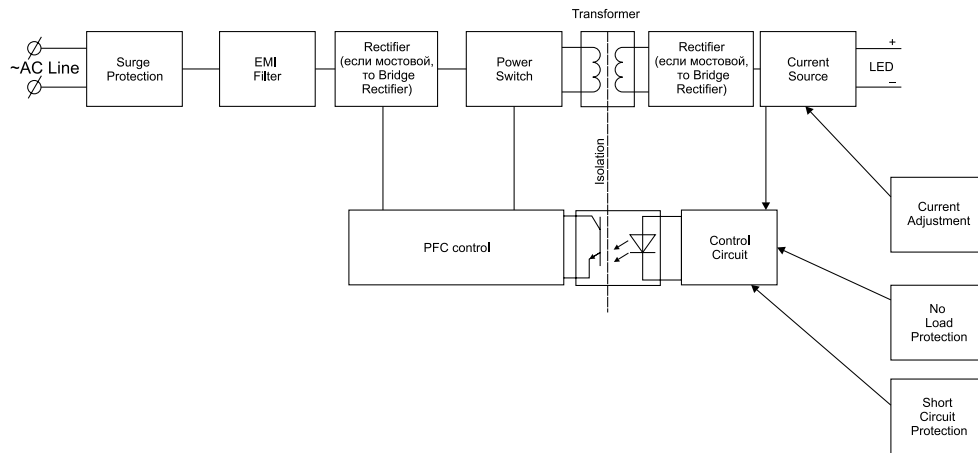 Transformer
~AC Line
Surge
Protection
EMI
Filter
Rectifier
(если мостовой,
то Bridge
Rectifier)
Power
Switch
Rectifier
(если мостовой,
то Bridge
Rectifier)
Current
Source
+
LED
–
Isolation
Current
Adjustment
PFC control
Control
Circuit
No
Load
Protection
Short
Circuit
Protection